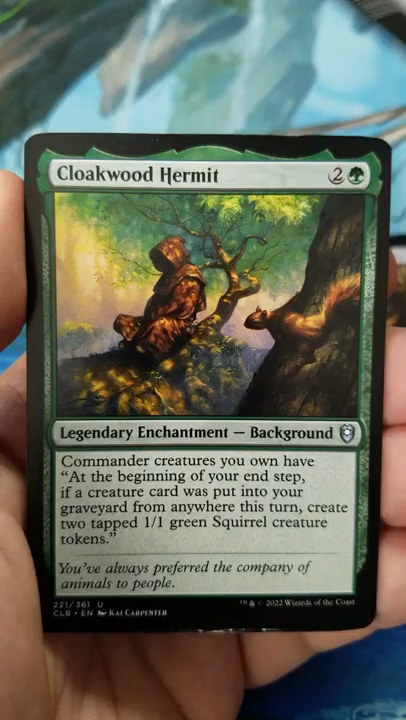 Cloakwood Hermit 2
Legendary Enchantment — Background
Commander creatures you own have
“At the beginning of your end step,
if a creature card was put into your
graveyard from anywhere this turn, create
two tapped 1/1 green Squirrel creature
tokens.”
You’ve always preferred the company of
animals to people.
221/361 U
CLB • EN Kai Carpenter
™ & © 2022 Wizards of the Coast